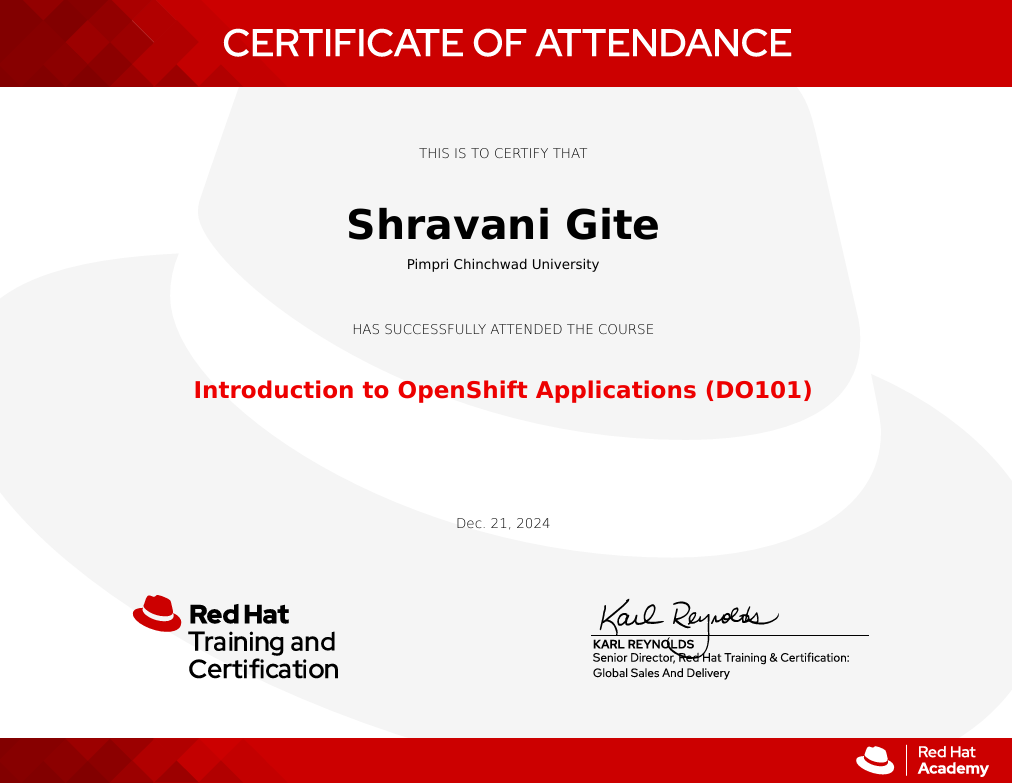 CERTIFICATE OF ATTENDANCE
THIS IS TO CERTIFY THAT
Shravani Gite
Pimpri Chinchwad University
HAS SUCCESSFULLY ATTENDED THE COURSE
Introduction to OpenShift Applications (DO101)
Dec. 21, 2024
Red Hat
Training and
Certification
Karl Reynolds
KARL REYNOLDS
Senior Director, Red Hat Training & Certification:
Global Sales And Delivery
Red Hat
Academy